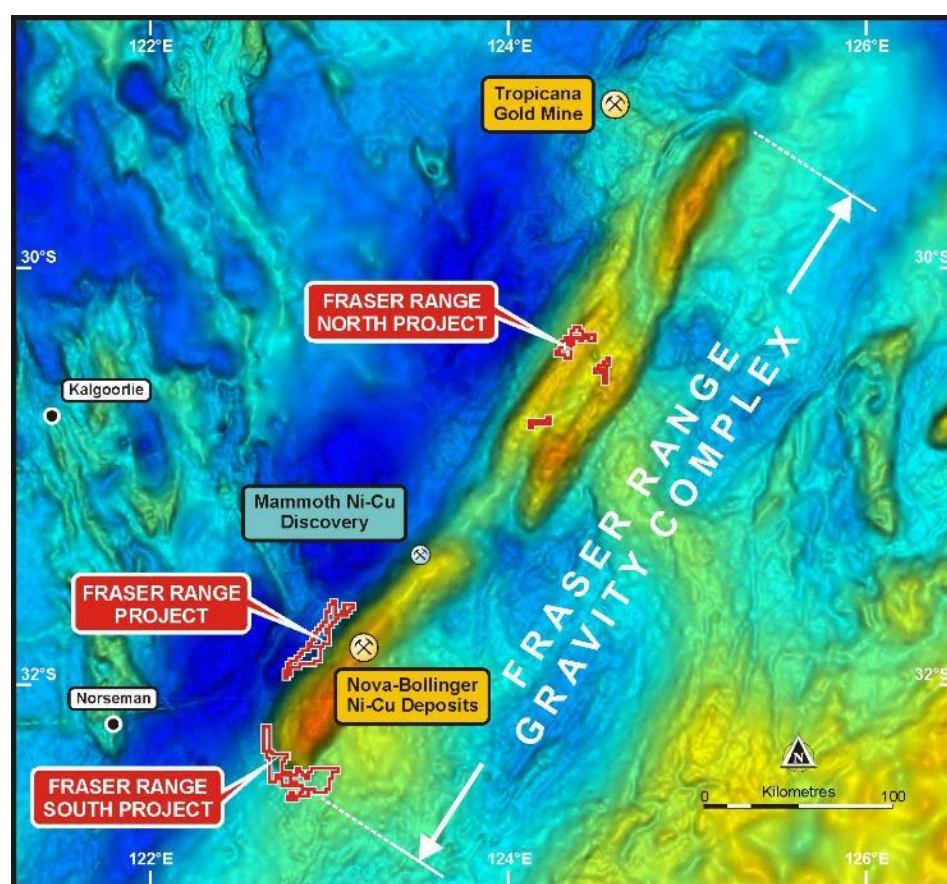 122°E
124°E
126°E
Tropicana
Gold Mine
30°S
30°S
FRASER RANGE
NORTH PROJECT
Kalgoorlie
FRASER RANGE
GRAVITY COMPLEX
Mammoth Ni-Cu
Discovery
FRASER RANGE
PROJECT
32°S
32°S
Nova-Bollinger
Ni-Cu Deposits
Norseman
FRASER RANGE
SOUTH PROJECT
N
Kilometres
0
100
122°E
124°E
126°E